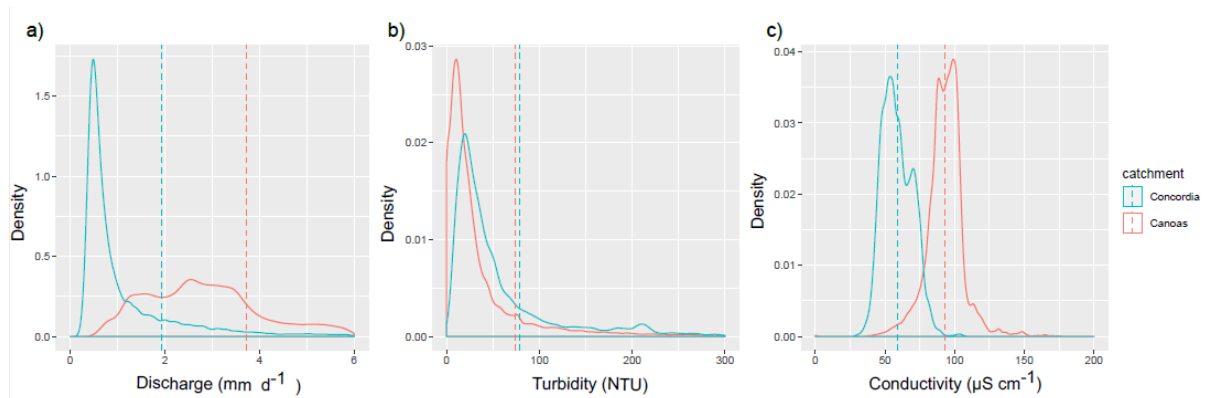 a)
Density
1.5
1.0
0.5
0.0
0 2 4 6
Discharge (mm d⁻¹ )
b)
Density
0.03
0.02
0.01
0.00
0 100 200 300
Turbidity (NTU)
c)
Density
0.04
0.03
0.02
0.01
0.00
0 50 100 150 200
Conductivity (µS cm⁻¹)
catchment
Concordia
Canoas